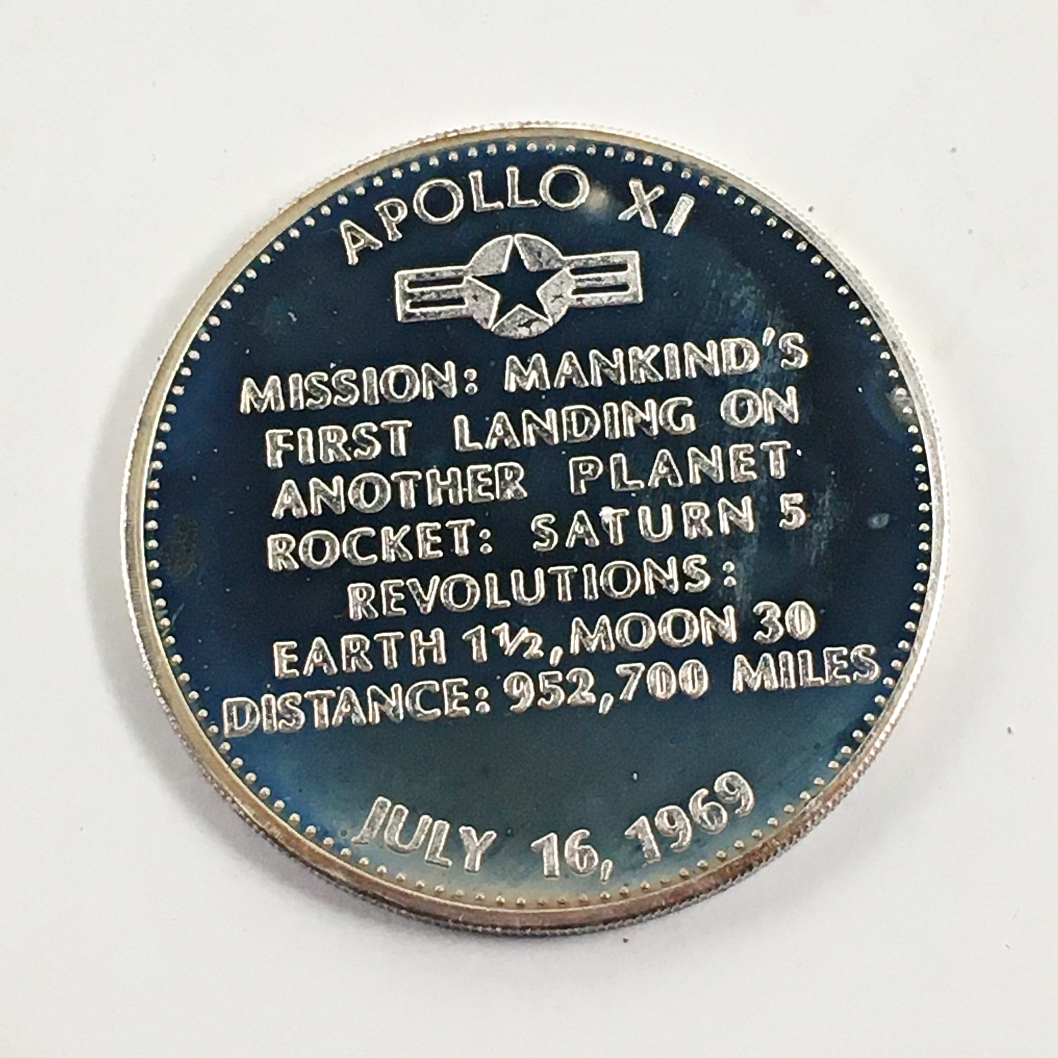 APOLLO XI
MISSION: MANKIND'S
FIRST LANDING ON
ANOTHER PLANET
ROCKET: SATURN 5
REVOLUTIONS:
EARTH 1½, MOON 30
DISTANCE: 952,700 MILES
JULY 16, 1969